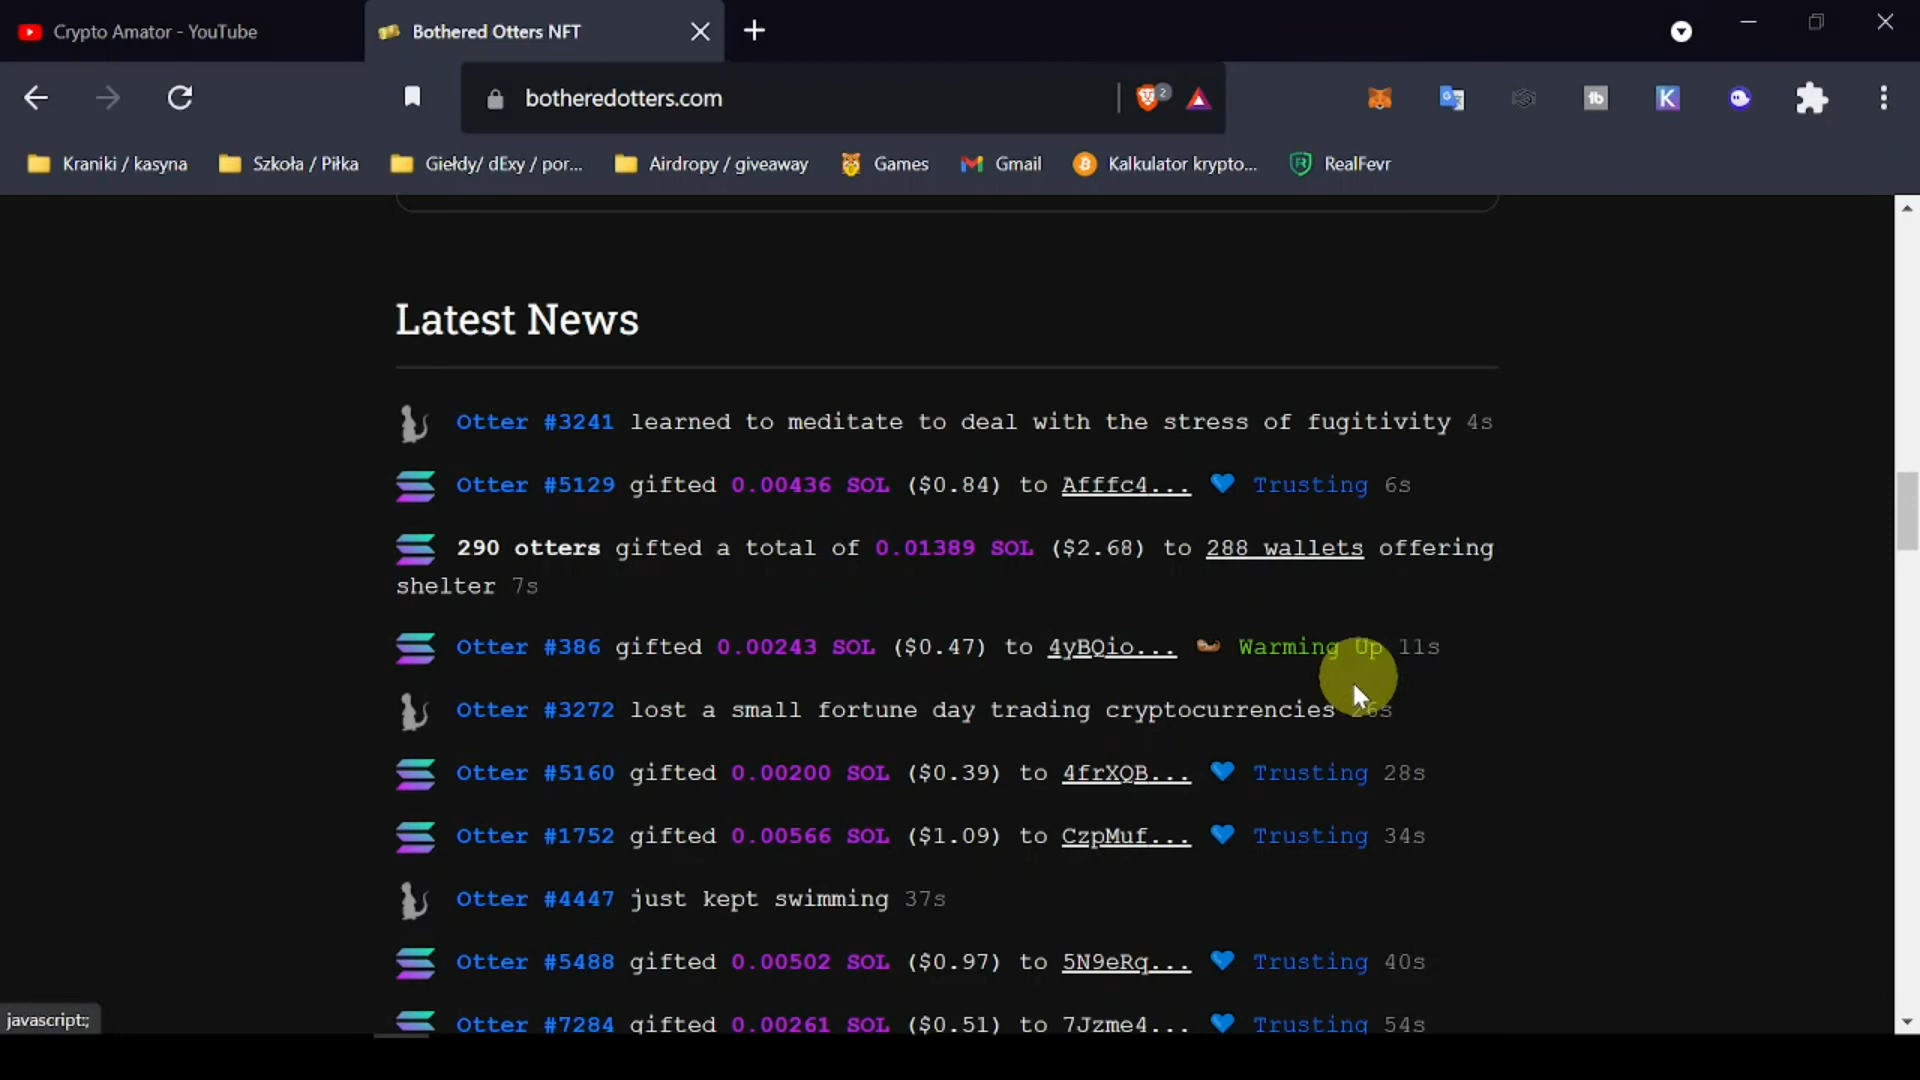 Crypto Amator - YouTube
Bothered Otters NFT
botheredotters.com
2
Kraniki / kasyna
Szkoła / Piłka
Giełdy/ dExy / por...
Airdropy / giveaway
Games
Gmail
Kalkulator krypto...
RealFevr
Latest News
Otter #3241 learned to meditate to deal with the stress of fugitivity 4s
Otter #5129 gifted 0.00436 SOL ($0.84) to Afffc4... 💙 Trusting 6s
290 otters gifted a total of 0.01389 SOL ($2.68) to 288 wallets offering
shelter 7s
Otter #386 gifted 0.00243 SOL ($0.47) to 4yBQio... 🦦 Warming Up 11s
Otter #3272 lost a small fortune day trading cryptocurrencies 26s
Otter #5160 gifted 0.00200 SOL ($0.39) to 4frXQB... 💙 Trusting 28s
Otter #1752 gifted 0.00566 SOL ($1.09) to CzpMuf... 💙 Trusting 34s
Otter #4447 just kept swimming 37s
Otter #5488 gifted 0.00502 SOL ($0.97) to 5N9eRq... 💙 Trusting 40s
Otter #7284 gifted 0.00261 SOL ($0.51) to 7Jzme4... 💙 Trusting 54s
javascript:;